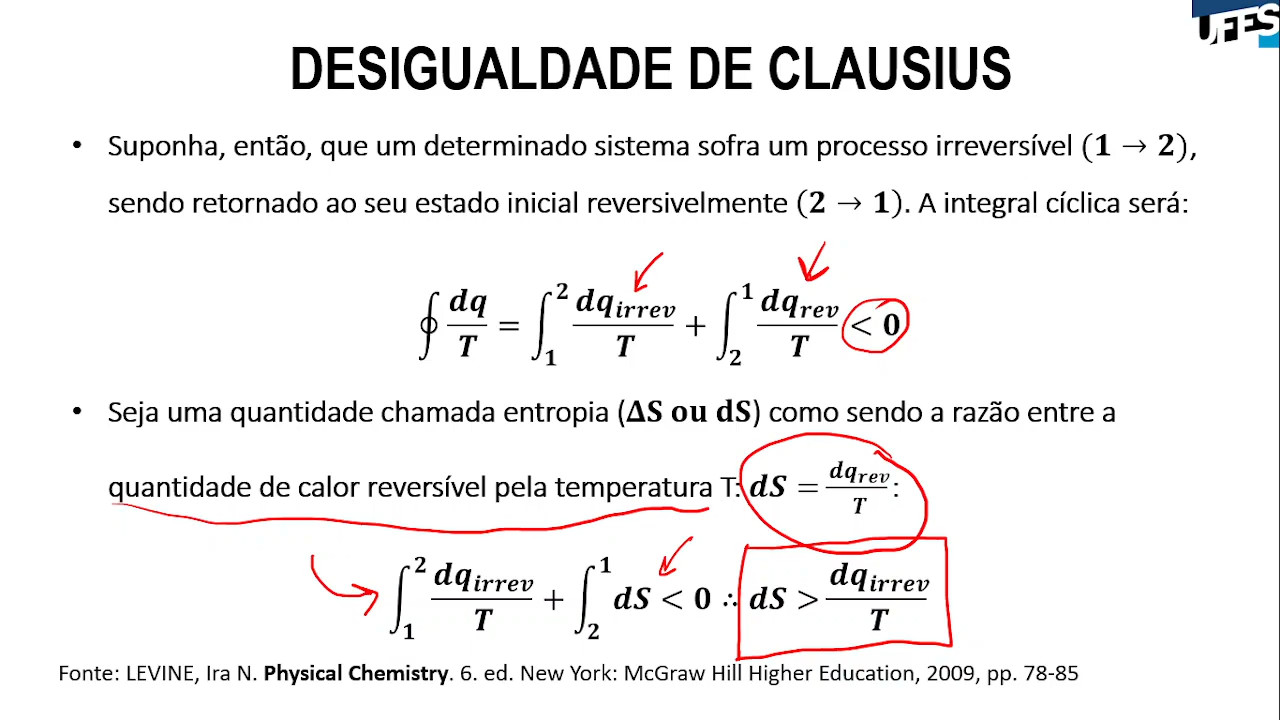 UFES
DESIGUALDADE DE CLAUSIUS
• Suponha, então, que um determinado sistema sofra um processo irreversível (1 → 2),
sendo retornado ao seu estado inicial reversivelmente (2 → 1). A integral cíclica será:
∮ dq/T = ∫₁² dq_irrev/T + ∫₂¹ dq_rev/T < 0
• Seja uma quantidade chamada entropia (ΔS ou dS) como sendo a razão entre a
quantidade de calor reversível pela temperatura T: dS = dq_rev/T:
∫₁² dq_irrev/T + ∫₂¹ dS < 0 ∴ dS > dq_irrev/T
Fonte: LEVINE, Ira N. Physical Chemistry. 6. ed. New York: McGraw Hill Higher Education, 2009, pp. 78-85